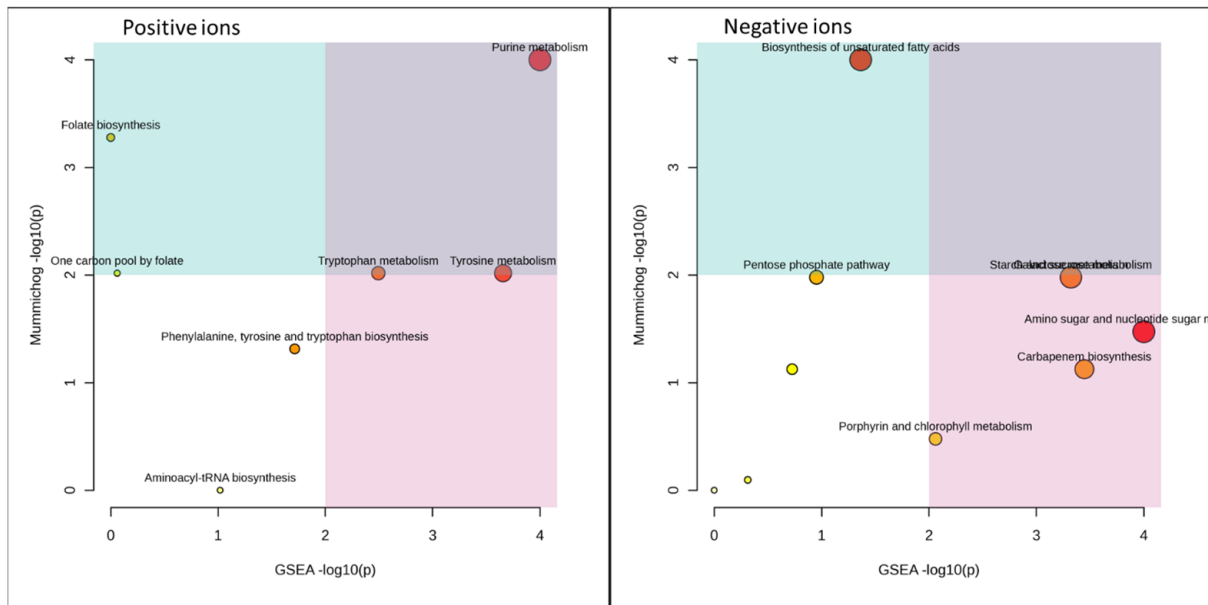 Positive ions
Purine metabolism
4
Folate biosynthesis
3
One carbon pool by folate
Tryptophan metabolism
Tyrosine metabolism
2
Phenylalanine, tyrosine and tryptophan biosynthesis
1
Aminoacyl-tRNA biosynthesis
0
Mummichog -log10(p)
0 1 2 3 4
GSEA -log10(p)
Negative ions
Biosynthesis of unsaturated fatty acids
4
3
Pentose phosphate pathway
2
Amino sugar and nucleotide sugar
Carbapenem biosynthesis
1
Porphyrin and chlorophyll metabolism
0
Mummichog -log10(p)
0 1 2 3 4
GSEA -log10(p)